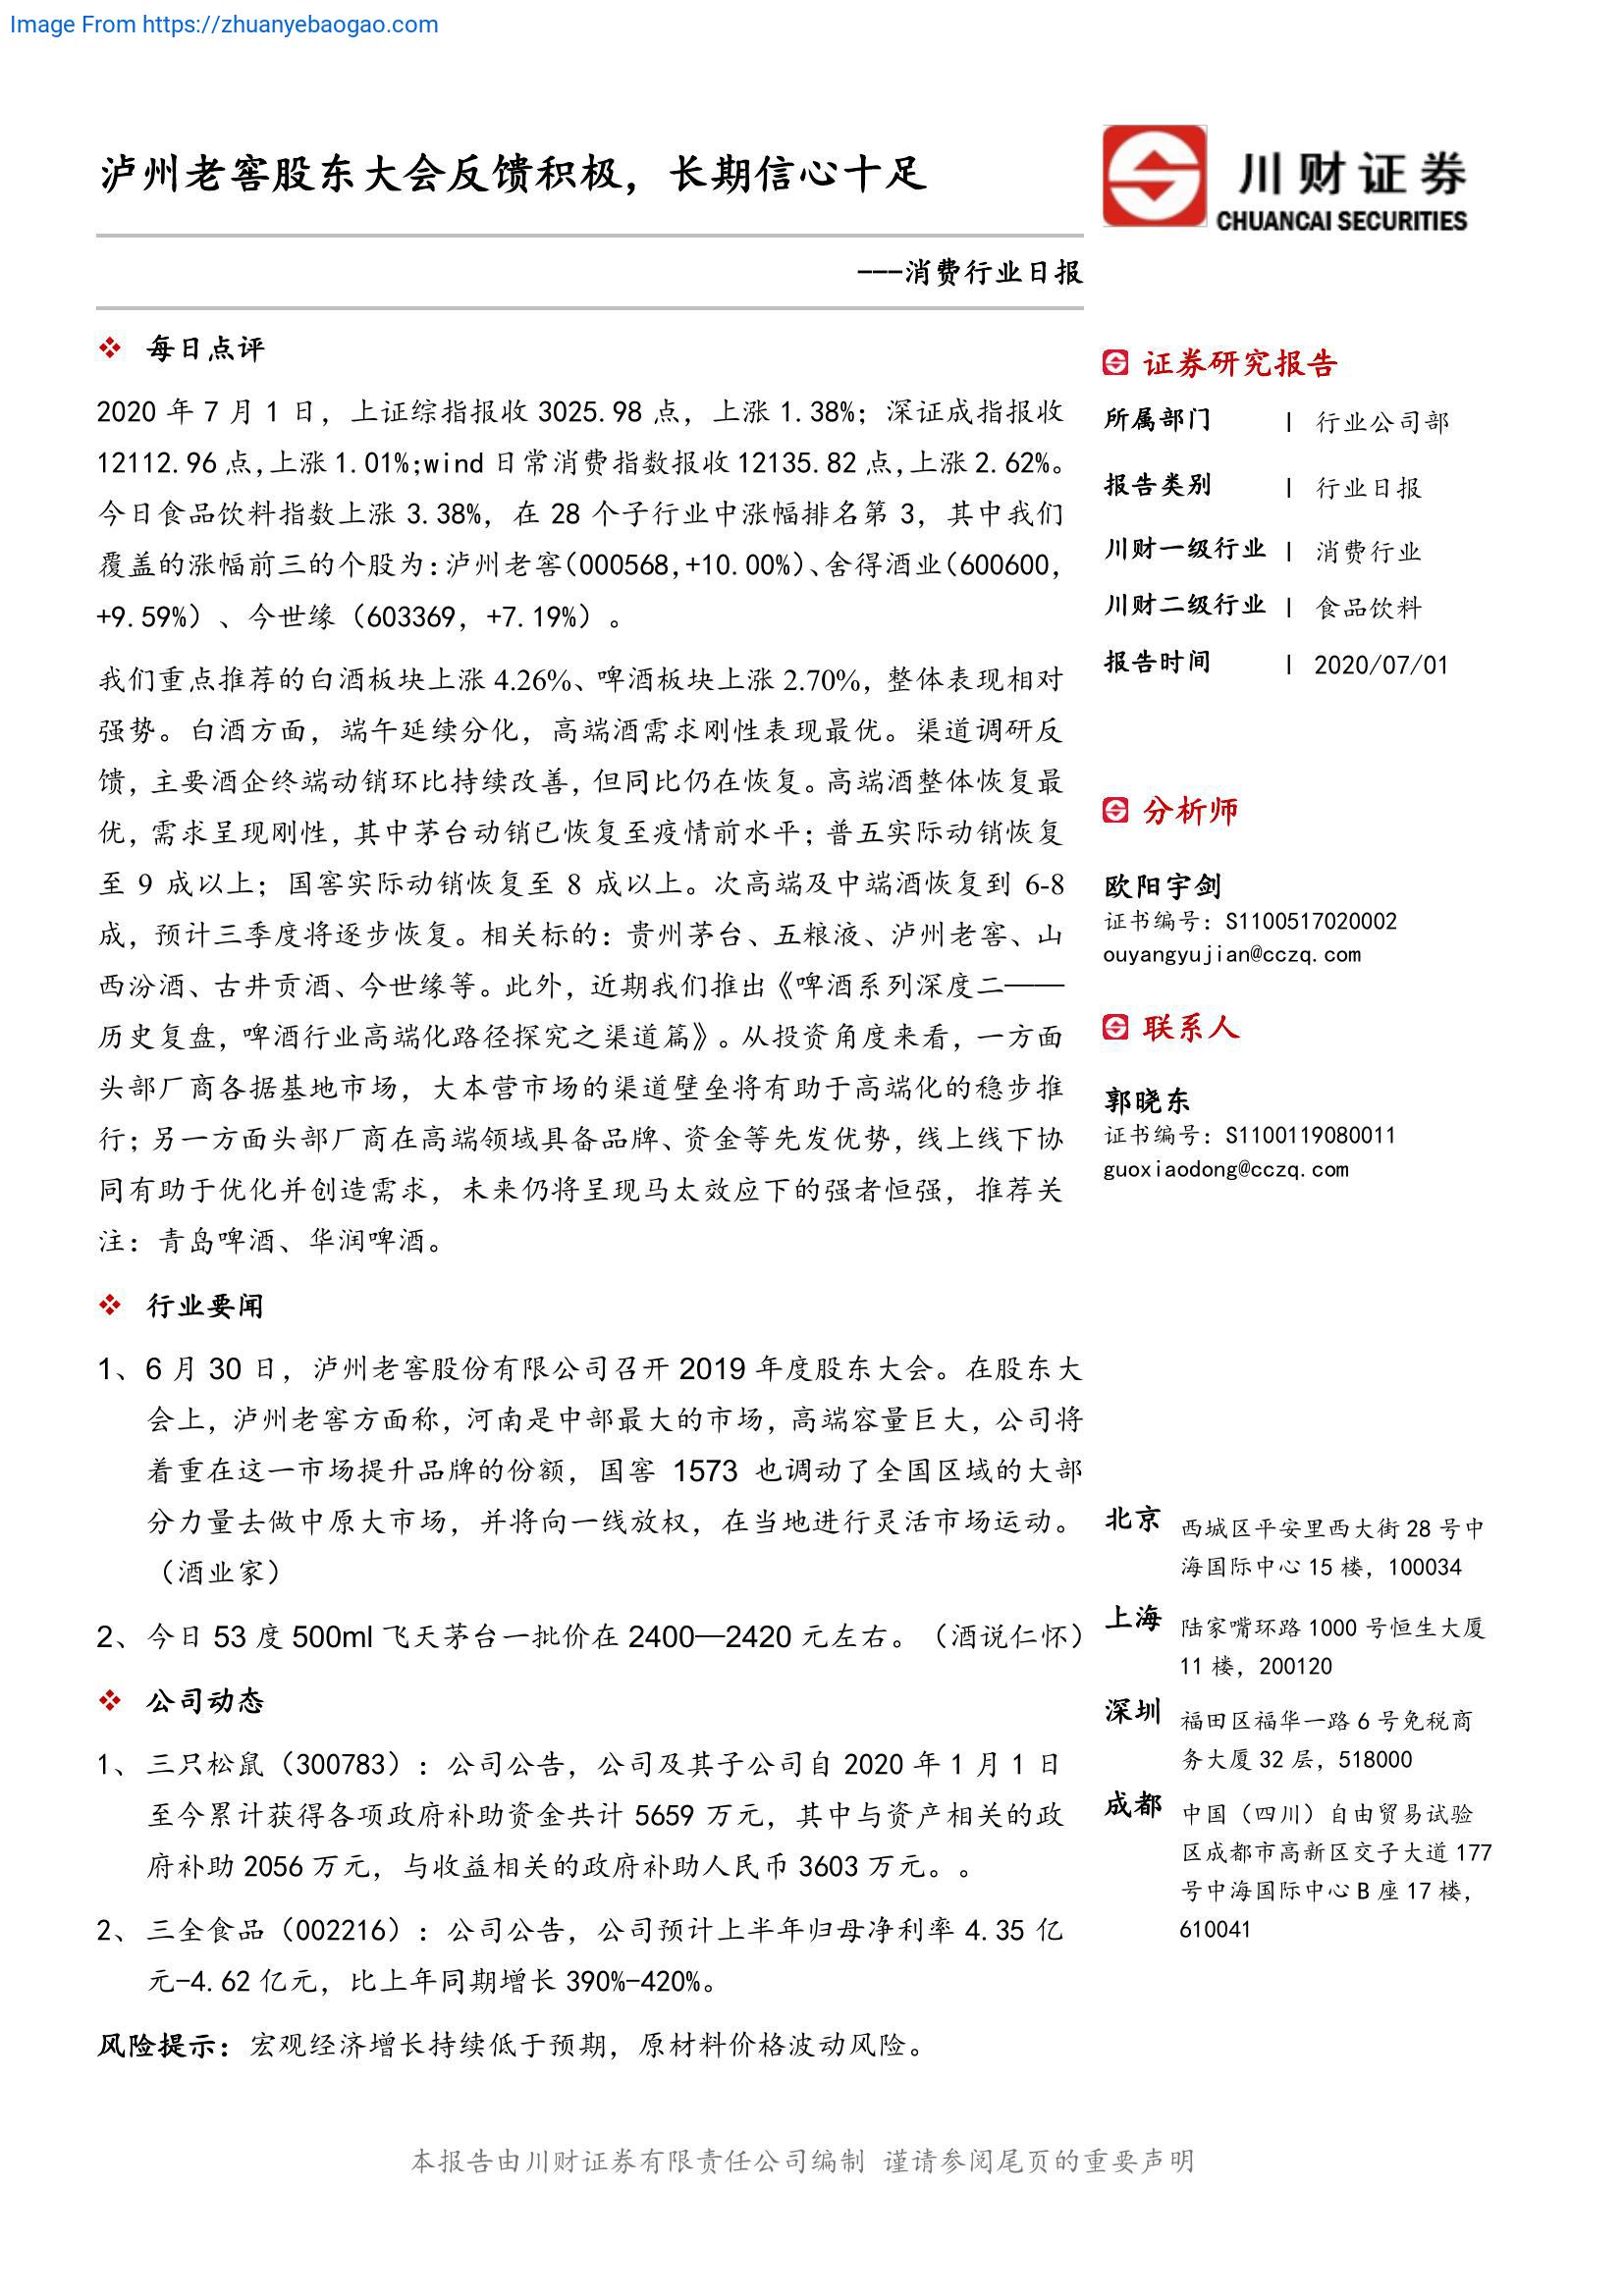 Image From https://zhuanyebaogao.com
泸州老窖股东大会反馈积极，长期信心十足
川财证券
CHUANCAI SECURITIES
---消费行业日报
每日点评
2020 年 7 月 1 日，上证综指报收 3025.98 点，上涨 1.38%；深证成指报收
12112.96 点,上涨 1.01%;wind 日常消费指数报收 12135.82 点,上涨 2.62%。
今日食品饮料指数上涨 3.38%，在 28 个子行业中涨幅排名第 3，其中我们
覆盖的涨幅前三的个股为：泸州老窖（000568,+10.00%）、舍得酒业（600600,
+9.59%）、今世缘（603369，+7.19%）。
我们重点推荐的白酒板块上涨 4.26%、啤酒板块上涨 2.70%，整体表现相对
强势。白酒方面，端午延续分化，高端酒需求刚性表现最优。渠道调研反
馈，主要酒企终端动销环比持续改善，但同比仍在恢复。高端酒整体恢复最
优，需求呈现刚性，其中茅台动销已恢复至疫情前水平；普五实际动销恢复
至 9 成以上；国窖实际动销恢复至 8 成以上。次高端及中端酒恢复到 6-8
成，预计三季度将逐步恢复。相关标的：贵州茅台、五粮液、泸州老窖、山
西汾酒、古井贡酒、今世缘等。此外，近期我们推出《啤酒系列深度二——
历史复盘，啤酒行业高端化路径探究之渠道篇》。从投资角度来看，一方面
头部厂商各据基地市场，大本营市场的渠道壁垒将有助于高端化的稳步推
行；另一方面头部厂商在高端领域具备品牌、资金等先发优势，线上线下协
同有助于优化并创造需求，未来仍将呈现马太效应下的强者恒强，推荐关
注：青岛啤酒、华润啤酒。
行业要闻
1、6 月 30 日，泸州老窖股份有限公司召开 2019 年度股东大会。在股东大
会上，泸州老窖方面称，河南是中部最大的市场，高端容量巨大，公司将
着重在这一市场提升品牌的份额，国窖 1573 也调动了全国区域的大部
分力量去做中原大市场，并将向一线放权，在当地进行灵活市场运动。
（酒业家）
2、今日 53 度 500ml 飞天茅台一批价在 2400—2420 元左右。（酒说仁怀）
公司动态
1、三只松鼠（300783）：公司公告，公司及其子公司自 2020 年 1 月 1 日
至今累计获得各项政府补助资金共计 5659 万元，其中与资产相关的政
府补助 2056 万元，与收益相关的政府补助人民币 3603 万元。。
2、三全食品（002216）：公司公告，公司预计上半年归母净利率 4.35 亿
元-4.62 亿元，比上年同期增长 390%-420%。
风险提示：宏观经济增长持续低于预期，原材料价格波动风险。
证券研究报告
所属部门 | 行业公司部
报告类别 | 行业日报
川财一级行业 | 消费行业
川财二级行业 | 食品饮料
报告时间 | 2020/07/01
分析师
欧阳宇剑
证书编号：S1100517020002
ouyangyujian@cczq.com
联系人
郭晓东
证书编号：S1100119080011
guoxiaodong@cczq.com
北京 西城区平安里西大街 28 号中
海国际中心 15 楼，100034
上海 陆家嘴环路 1000 号恒生大厦
11 楼，200120
深圳 福田区福华一路 6 号免税商
务大厦 32 层，518000
成都 中国（四川）自由贸易试验
区成都市高新区交子大道 177
号中海国际中心 B 座 17 楼，
610041
本报告由川财证券有限责任公司编制 谨请参阅尾页的重要声明